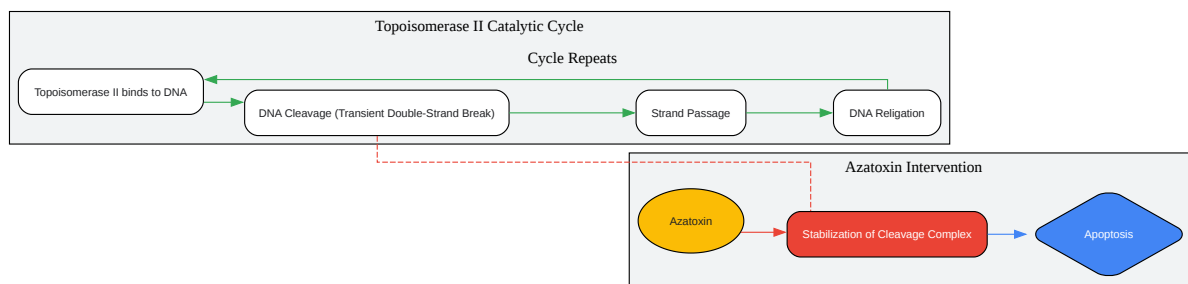 Topoisomerase II Catalytic Cycle
Cycle Repeats
Topoisomerase II binds to DNA
DNA Cleavage (Transient Double-Strand Break)
Strand Passage
DNA Religation
Azatoxin Intervention
Azatoxin
Stabilization of Cleavage Complex
Apoptosis